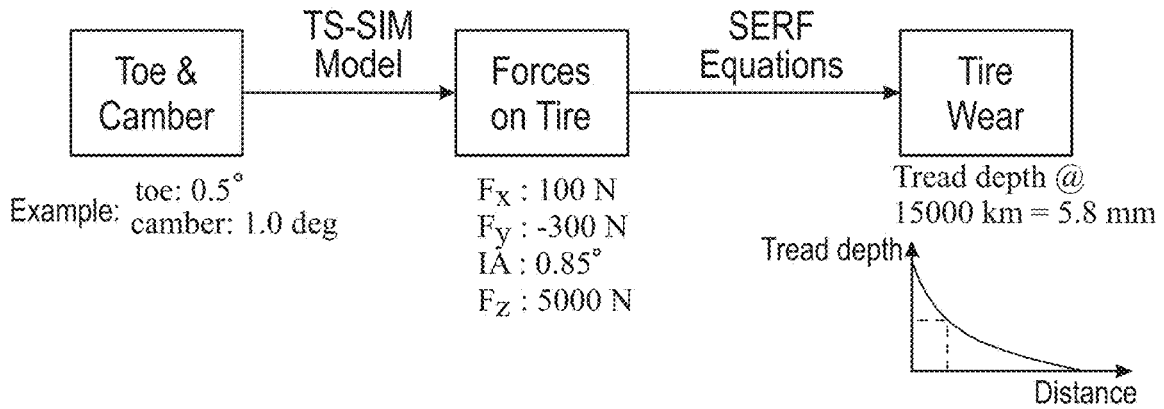 Toe &
Camber
TS-SIM
Model
Forces
on Tire
SERF
Equations
Tire
Wear
Example:
toe: 0.5°
camber: 1.0 deg
Fx : 100 N
Fy : -300 N
IA : 0.85°
FZ : 5000 N
Tread depth @
15000 km = 5.8 mm
Tread depth
Distance